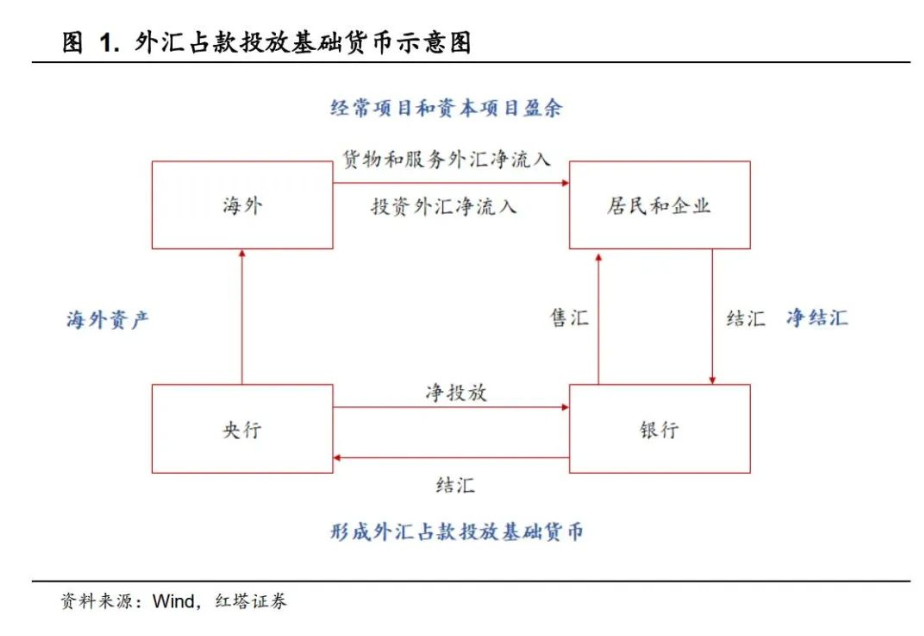 图 1. 外汇占款投放基础货币示意图
经常项目和资本项目盈余
货物和服务外汇净流入
海外
投资外汇净流入
居民和企业
海外资产
售汇
结汇
净结汇
净投放
央行
银行
结汇
形成外汇占款投放基础货币
资料来源：Wind，红塔证券